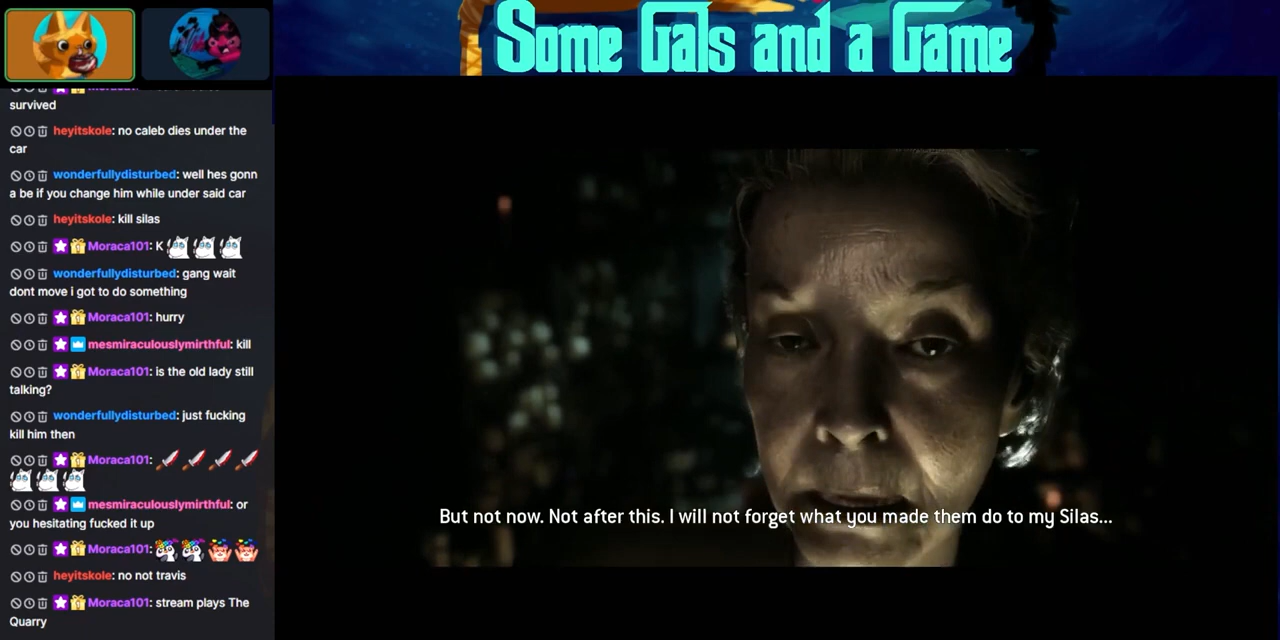 Some Gals and a Game
survived
heyitskole: no caleb dies under the
car
wonderfullydisturbed: well hes gonn
a be if you change him while under said car
heyitskole: kill silas
Moraca101: K
wonderfullydisturbed: gang wait
dont move i got to do something
Moraca101: hurry
mesmiraculouslymirthful: kill
Moraca101: is the old lady still
talking?
wonderfullydisturbed: just fucking
kill him then
Moraca101:
mesmiraculouslymirthful: or
you hesitating fucked it up
Moraca101:
heyitskole: no not travis
Moraca101: stream plays The
Quarry
But not now. Not after this. I will not forget what you made them do to my Silas...